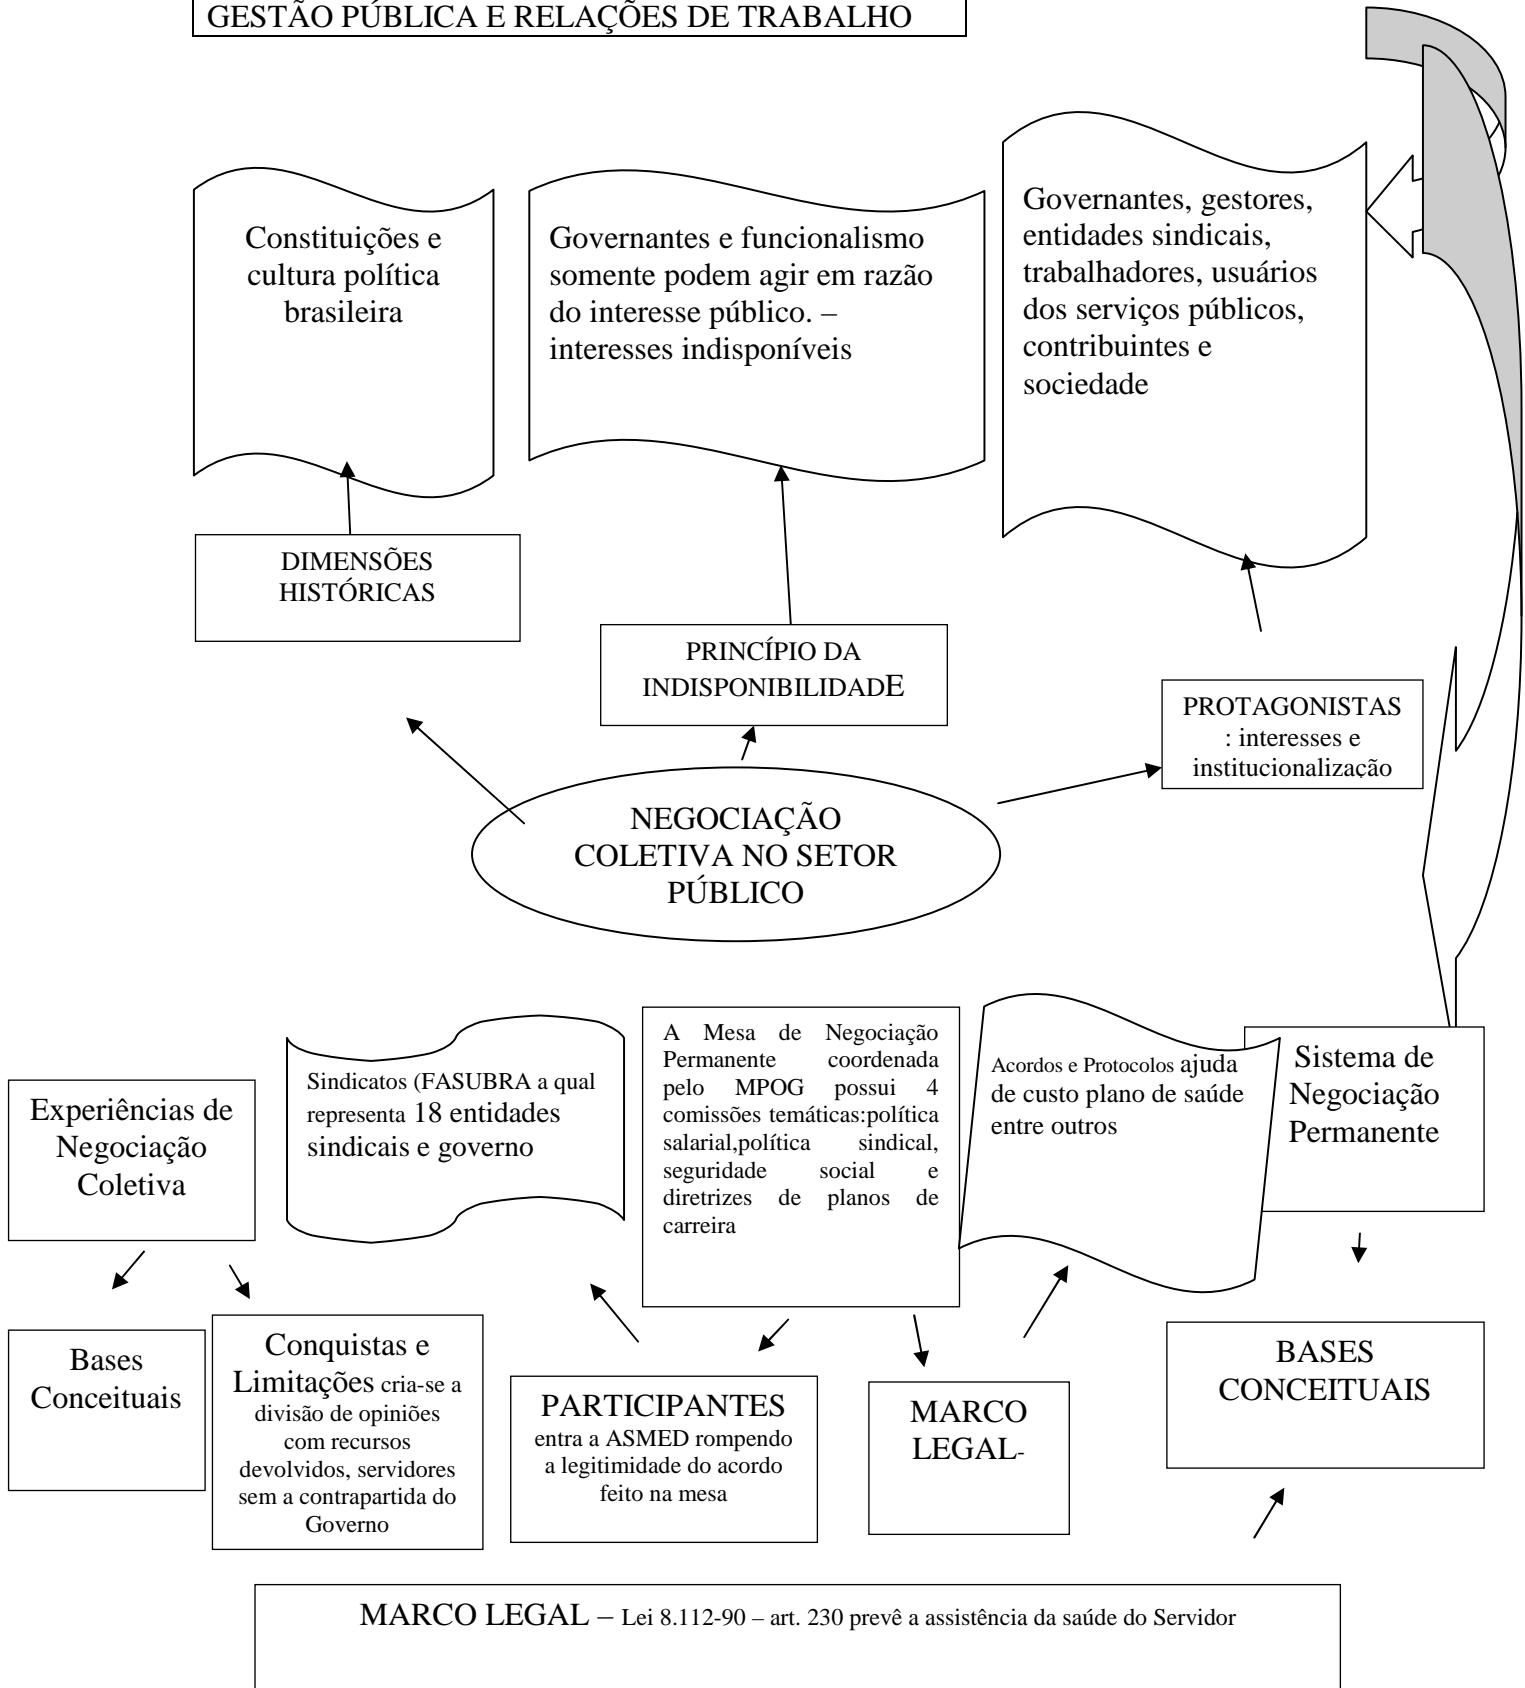 GESTÃO PÚBLICA E RELAÇÕES DE TRABALHO
Constituições e
cultura política
brasileira
Governantes e funcionalismo
somente podem agir em razão
do interesse público. –
interesses indisponíveis
Governantes, gestores,
entidades sindicais,
trabalhadores, usuários
dos serviços públicos,
contribuintes e
sociedade
DIMENSÕES
HISTÓRICAS
PRINCÍPIO DA
INDISPONIBILIDADE
PROTAGONISTAS
: interesses e
institucionalização
NEGOCIAÇÃO
COLETIVA NO SETOR
PÚBLICO
Experiências de
Negociação
Coletiva
Sindicatos (FASUBRA a qual
representa 18 entidades
sindicais e governo
A Mesa de Negociação
Permanente coordenada
pelo MPOG possui 4
comissões temáticas:política
salarial,política sindical,
seguridade social e
diretrizes de planos de
carreira
Acordos e Protocolos ajuda
de custo plano de saúde
entre outros
Sistema de
Negociação
Permanente
Bases
Conceituais
Conquistas e
Limitações cria-se a
divisão de opiniões
com recursos
devolvidos, servidores
sem a contrapartida do
Governo
PARTICIPANTES
entra a ASMED rompendo
a legitimidade do acordo
feito na mesa
MARCO
LEGAL-
BASES
CONCEITUAIS
MARCO LEGAL – Lei 8.112-90 – art. 230 prevê a assistência da saúde do Servidor